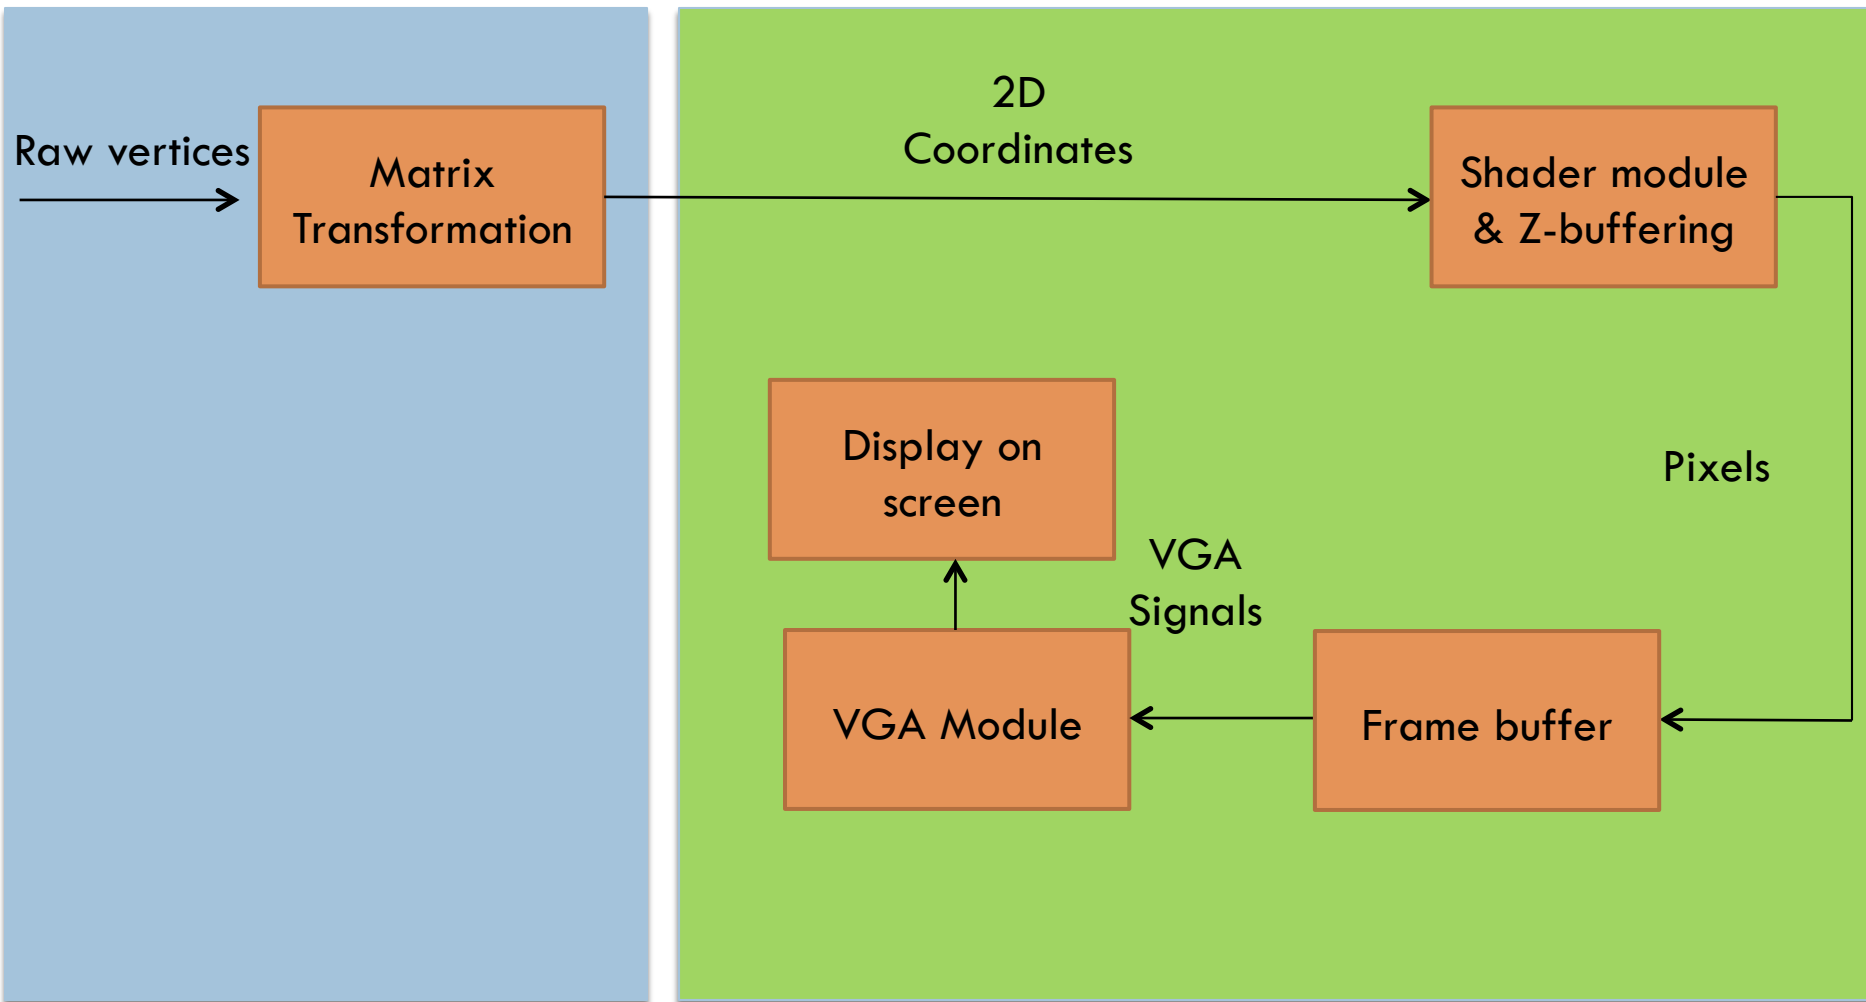 Raw vertices
Matrix
Transformation
2D
Coordinates
Shader module
& Z-buffering
Pixels
Display on
screen
VGA
Signals
VGA Module
Frame buffer